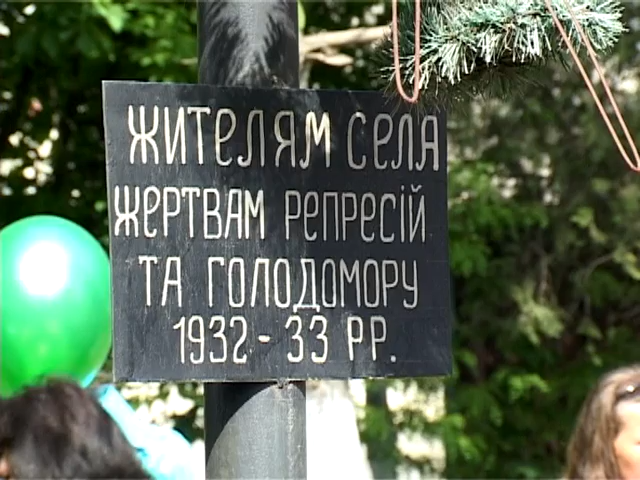 ЖИТЕЛЯМ СЕЛА
ЖЕРТВАМ РЕПРЕСІЙ
ТА ГОЛОДОМОРУ
1932-33 РР.